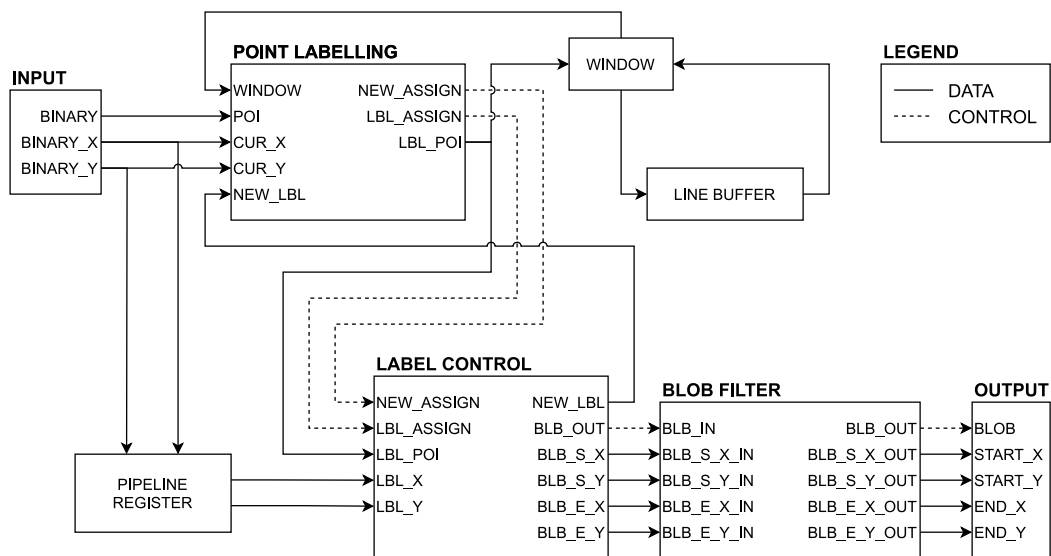 INPUT
BINARY
BINARY_X
BINARY_Y
POINT LABELLING
WINDOW
POI
CUR_X
CUR_Y
NEW_LBL
NEW_ASSIGN
LBL_ASSIGN
LBL_POI
WINDOW
LINE BUFFER
LEGEND
DATA
CONTROL
PIPELINE
REGISTER
LABEL CONTROL
NEW_ASSIGN
LBL_ASSIGN
LBL_POI
LBL_X
LBL_Y
NEW_LBL
BLB_OUT
BLB_S_X
BLB_S_Y
BLB_E_X
BLB_E_Y
BLOB FILTER
BLB_IN
BLB_S_X_IN
BLB_S_Y_IN
BLB_E_X_IN
BLB_E_Y_IN
BLB_OUT
BLB_S_X_OUT
BLB_S_Y_OUT
BLB_E_X_OUT
BLB_E_Y_OUT
OUTPUT
BLOB
START_X
START_Y
END_X
END_Y